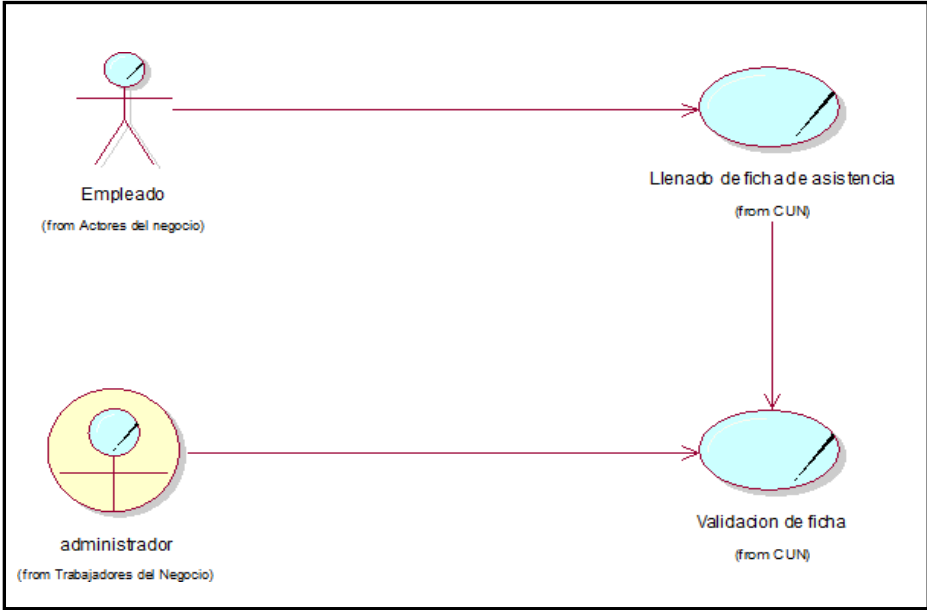 Empleado
(from Actores del negocio)
Llenado de ficha de asistencia
(from CUN)
administrador
(from Trabajadores del Negocio)
Validacion de ficha
(from CUN)